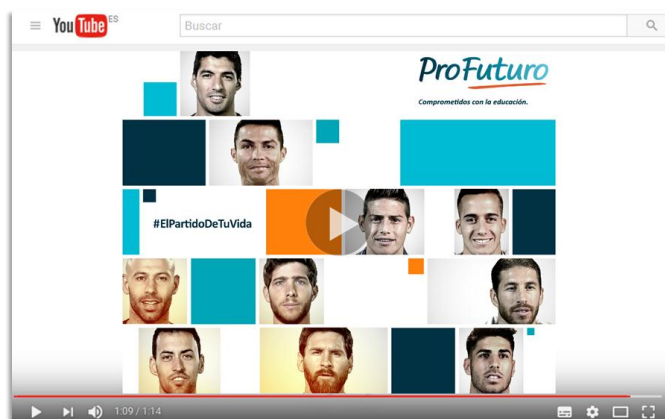 YouTube ES
Buscar
ProFuturo
Comprometidos con la educación.
#ElPartidoDeTuVida
1:09 / 1:14